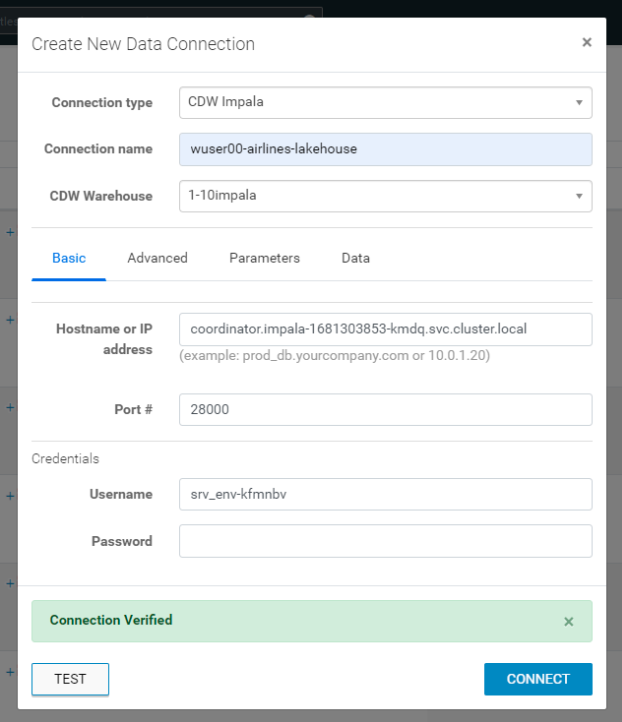 Create New Data Connection ×
Connection type CDW Impala
Connection name wuser00-airlines-lakehouse
CDW Warehouse 1-10impala
Basic Advanced Parameters Data
Hostname or IP address coordinator.impala-1681303853-kmdq.svc.cluster.local
(example: prod_db.yourcompany.com or 10.0.1.20)
Port # 28000
Credentials
Username srv_env-kfmnbv
Password
Connection Verified ×
TEST CONNECT